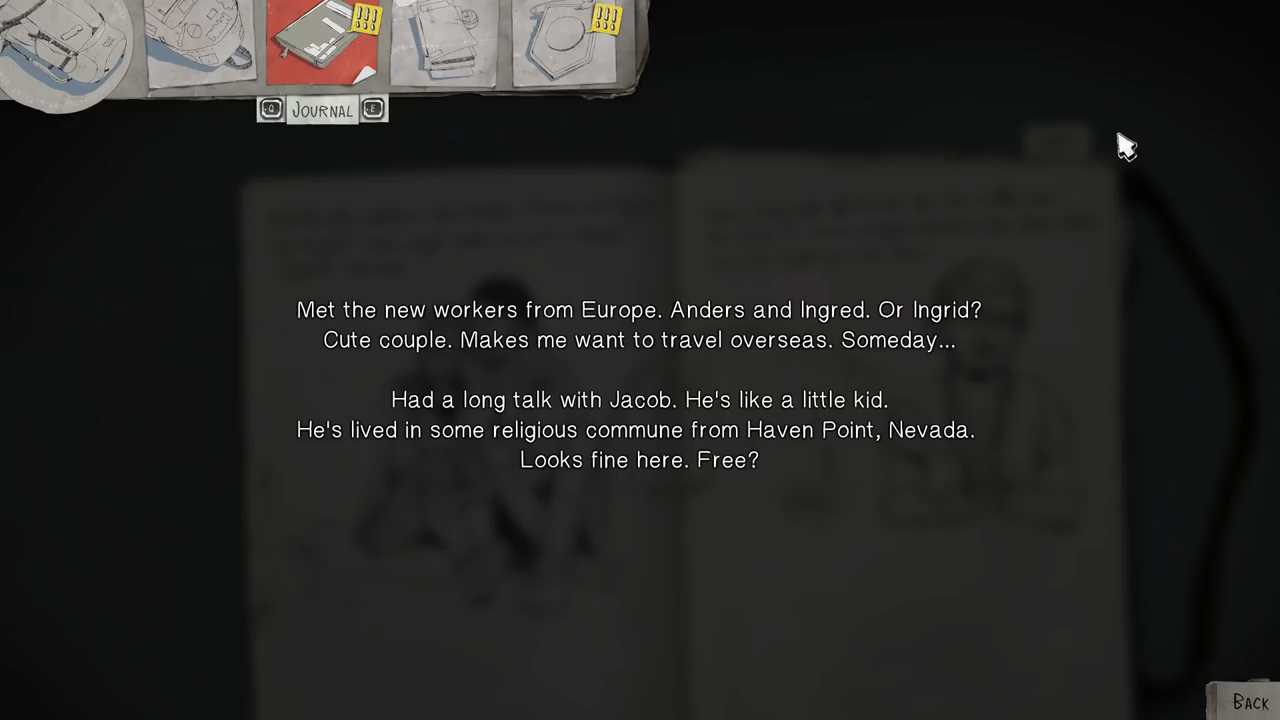 Q
JOURNAL
E
Met the new workers from Europe. Anders and Ingred. Or Ingrid?
Cute couple. Makes me want to travel overseas. Someday...
Had a long talk with Jacob. He's like a little kid.
He's lived in some religious commune from Haven Point, Nevada.
Looks fine here. Free?
BACK